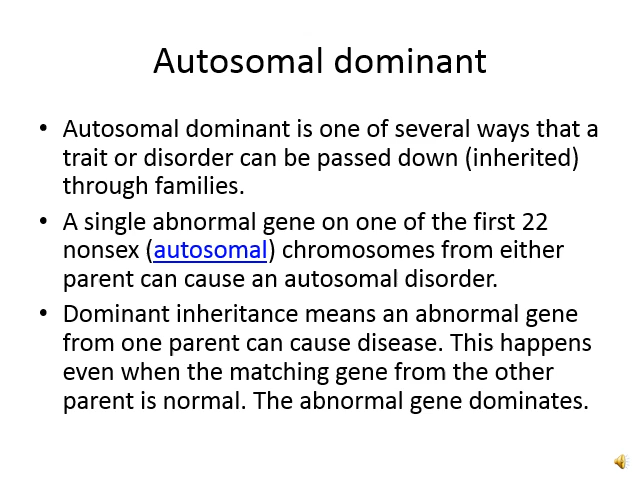 Autosomal dominant
• Autosomal dominant is one of several ways that a
trait or disorder can be passed down (inherited)
through families.
• A single abnormal gene on one of the first 22
nonsex (autosomal) chromosomes from either
parent can cause an autosomal disorder.
• Dominant inheritance means an abnormal gene
from one parent can cause disease. This happens
even when the matching gene from the other
parent is normal. The abnormal gene dominates.